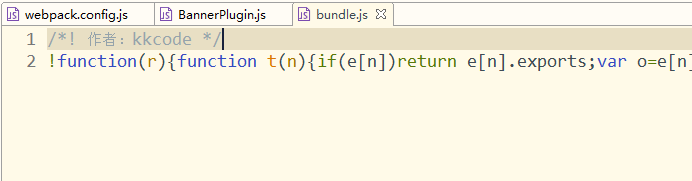 webpack.config.js BannerPlugin.js bundle.js
1 /*! 作者：kkcode */
2 !function(r){function t(n){if(e[n])return e[n].exports;var o=e[n]